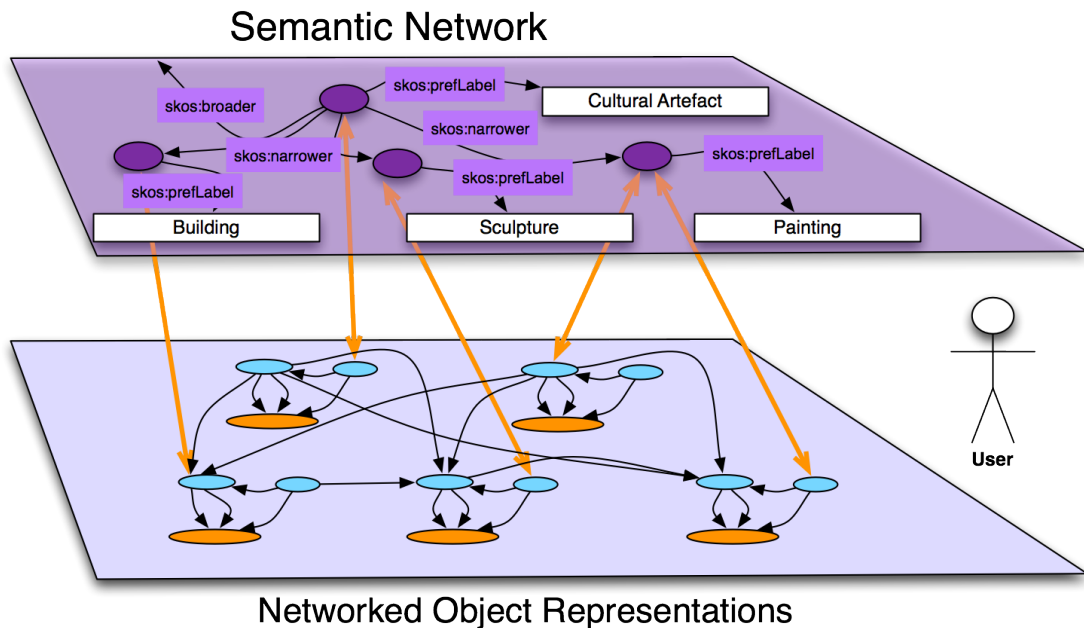 Semantic Network
skos:prefLabel
Cultural Artefact
skos:broader
skos:narrower
skos:narrower
skos:prefLabel
skos:prefLabel
skos:prefLabel
Building
Sculpture
Painting
User
Networked Object Representations